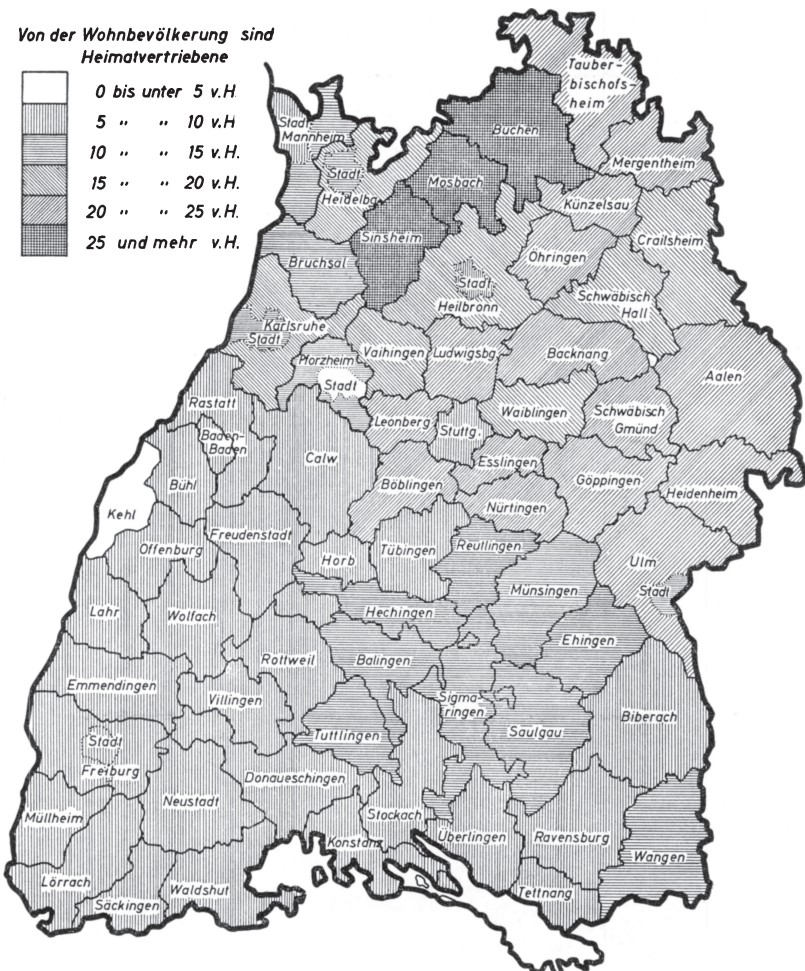 Von der Wohnbevölkerung sind
Heimatvertriebene
0 bis unter 5 v.H.
5 " " 10 v.H
10 " " 15 v.H.
15 " " 20 v.H.
20 " " 25 v.H.
25 und mehr v.H.
Tauber-
bischofs-
heim
Stadt
Mannheim
Buchen
Mergentheim
Stadt
Heidelbg.
Mosbach
Künzelsau
Sinsheim
Crailsheim
Bruchsal
Öhringen
Stadt
Heilbronn
Schwäbisch
Hall
Karlsruhe
Stadt
Vaihingen
Ludwigsbg.
Backnang
Pforzheim
Stadt
Aalen
Rastatt
Leonberg
Stuttg.
Waiblingen
Schwäbisch
Gmünd
Baden-
Baden
Calw
Esslingen
Bühl
Böblingen
Göppingen
Heidenheim
Kehl
Nürtingen
Offenburg
Freudenstadt
Horb
Tübingen
Reutlingen
Ulm
Stadt
Münsingen
Lahr
Wolfach
Hechingen
Ehingen
Rottweil
Balingen
Emmendingen
Villingen
Sigma-
ringen
Saulgau
Biberach
Tuttlingen
Stadt
Freiburg
Donaueschingen
Neustadt
Stockach
Müllheim
Konstanz
Überlingen
Ravensburg
Wangen
Lörrach
Säckingen
Waldshut
Tettnang